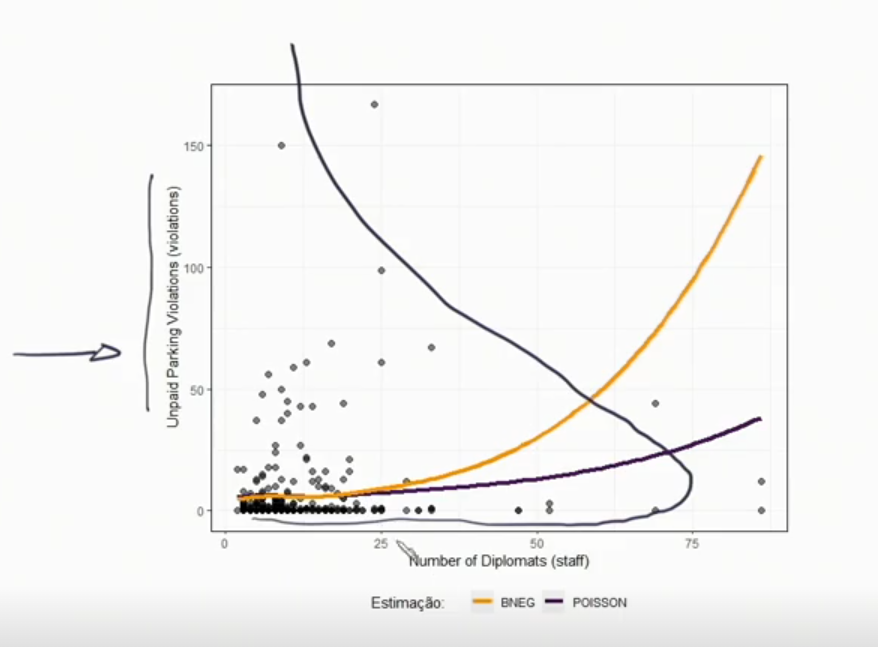 150
100
50
0
Unpaid Parking Violations (violations)
0 25 50 75
Number of Diplomats (staff)
Estimação: BNEG POISSON